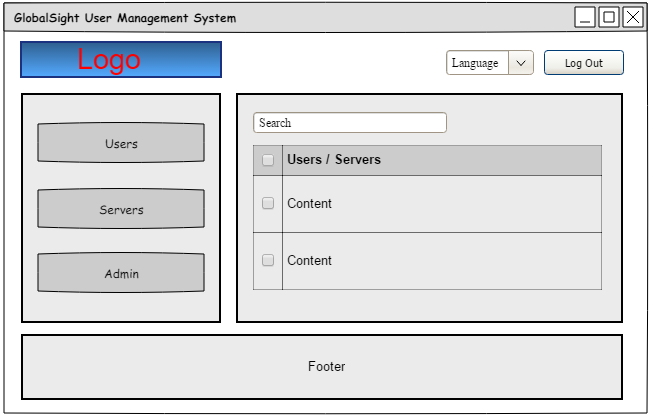 GlobalSight User Management System
Logo
Language
Log Out
Users
Servers
Admin
Search
Users / Servers
Content
Content
Footer